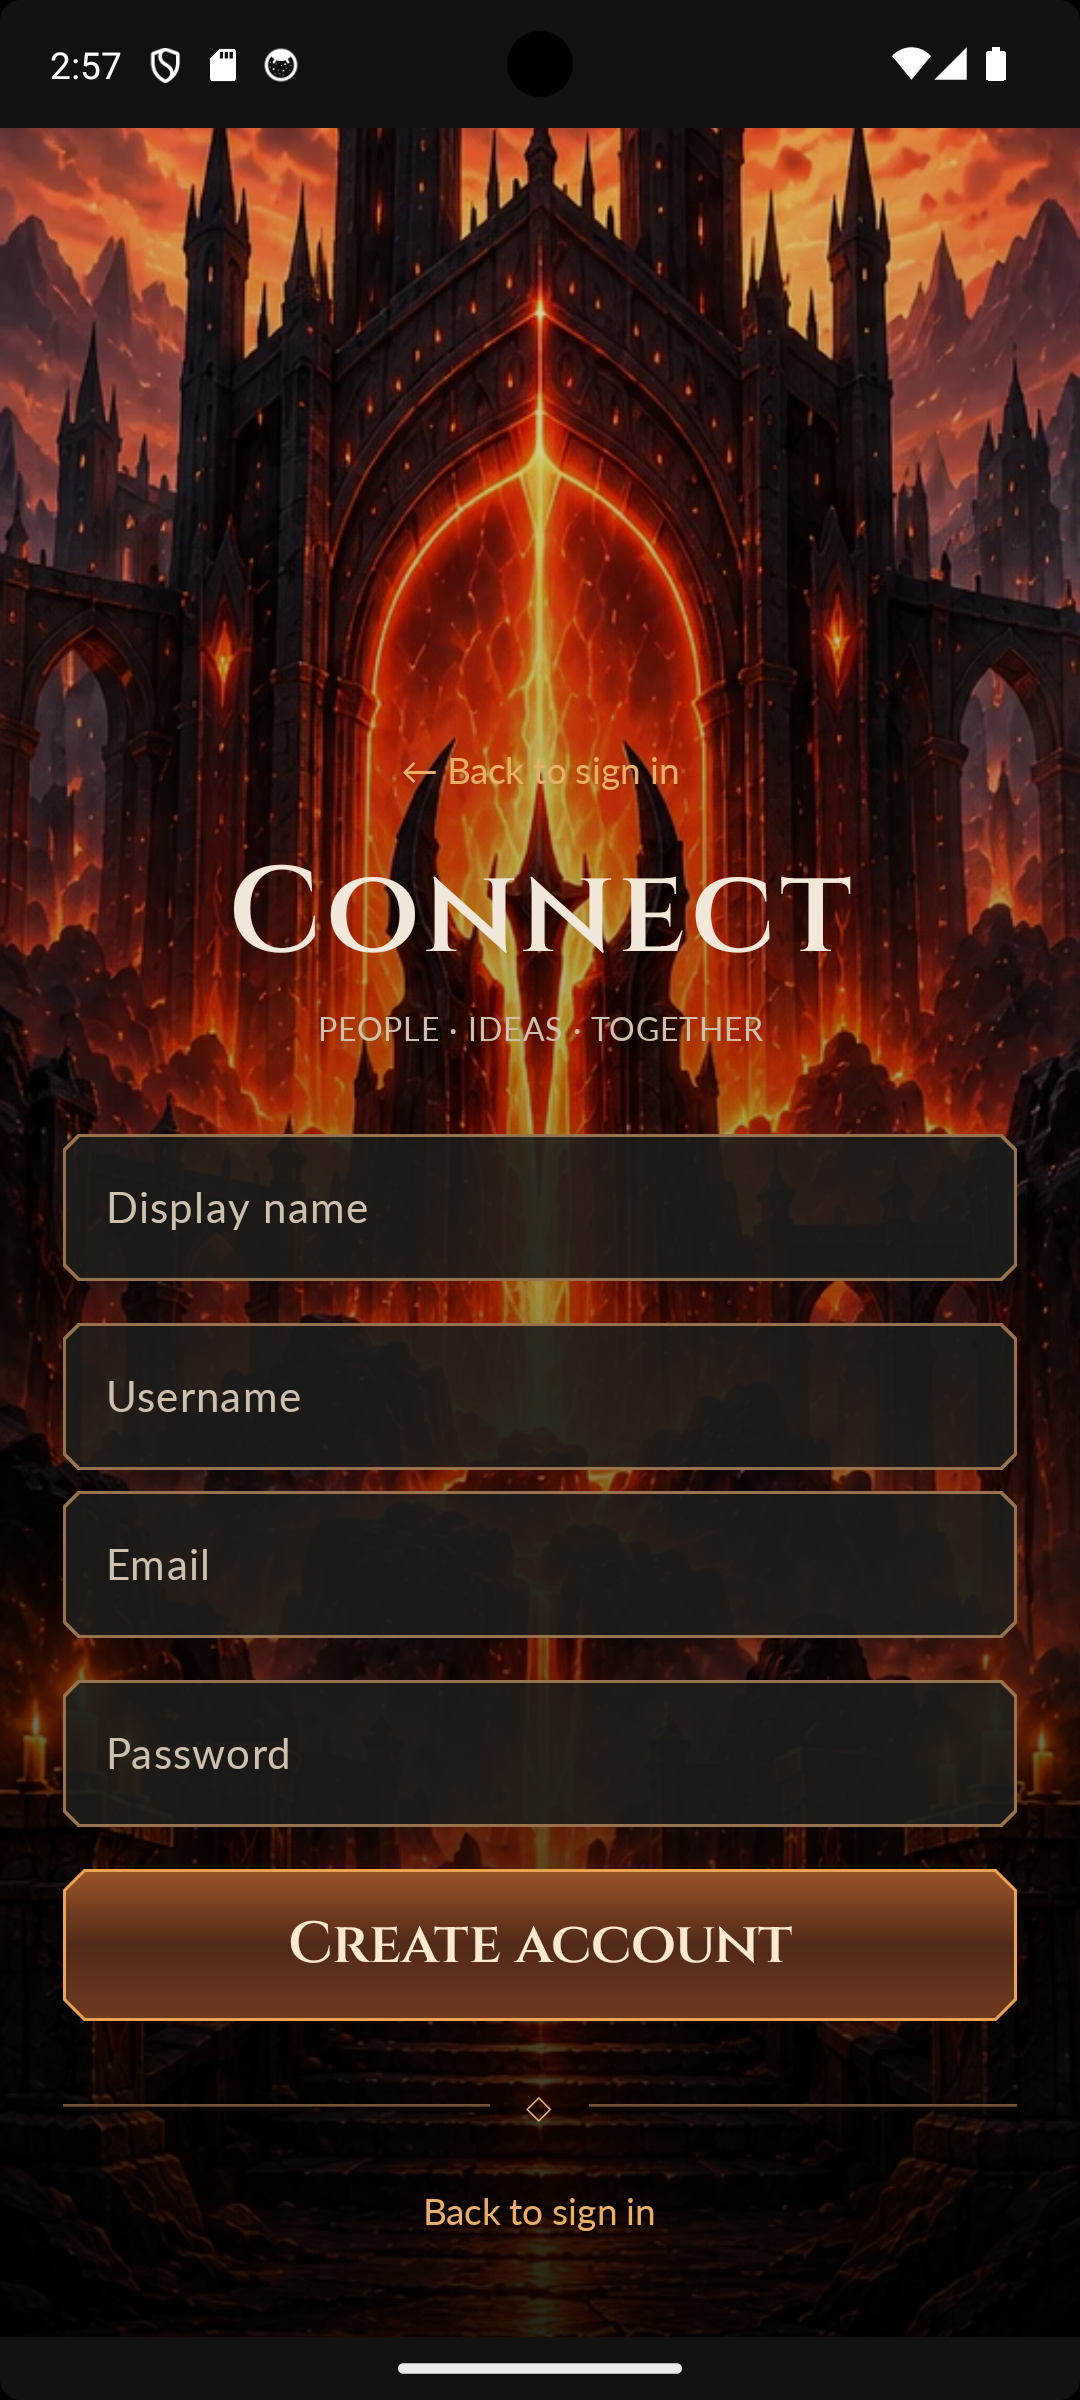 2:57
← Back to sign in
Connect
PEOPLE · IDEAS · TOGETHER
Display name
Username
Email
Password
Create account
Back to sign in